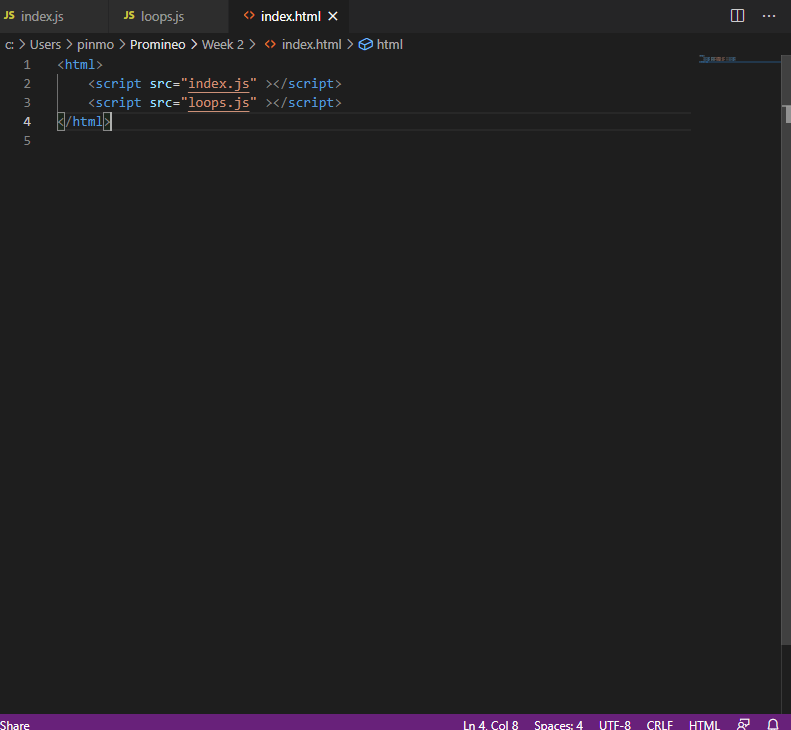 JS index.js JS loops.js <> index.html
c: > Users > pinmo > Promineo > Week 2 > <> index.html > html
1 <html>
2 <script src="index.js" ></script>
3 <script src="loops.js" ></script>
4 </html>
5
Share Ln 4, Col 8 Spaces: 4 UTF-8 CRLF HTML